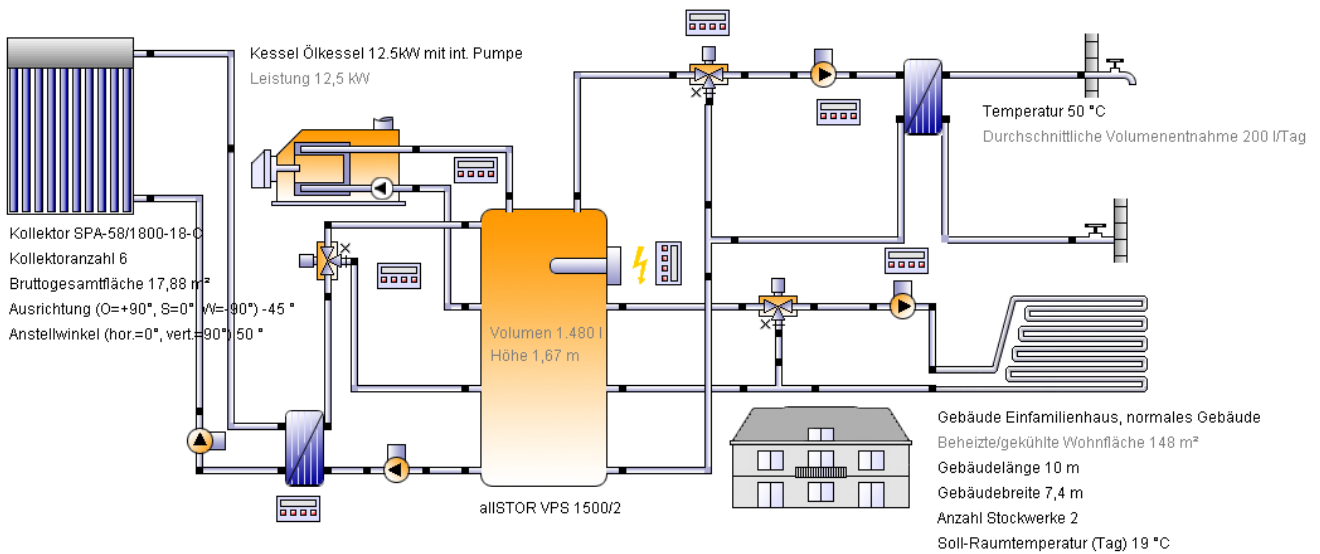 Kessel Ölkessel 12.5kW mit int. Pumpe
Leistung 12,5 kW
Temperatur 50 °C
Durchschnittliche Volumenentnahme 200 l/Tag
Kollektor SPA-58/1800-18-C
Kollektoranzahl 6
Bruttogesamtfläche 17,88 m²
Ausrichtung (O=+90°, S=0°, W=-90°) -45 °
Anstellwinkel (hor.=0°, vert.=90°) 50 °
Volumen 1.480 l
Höhe 1,67 m
allSTOR VPS 1500/2
Gebäude Einfamilienhaus, normales Gebäude
Beheizte/gekühlte Wohnfläche 148 m²
Gebäudelänge 10 m
Gebäudebreite 7,4 m
Anzahl Stockwerke 2
Soll-Raumtemperatur (Tag) 19 °C